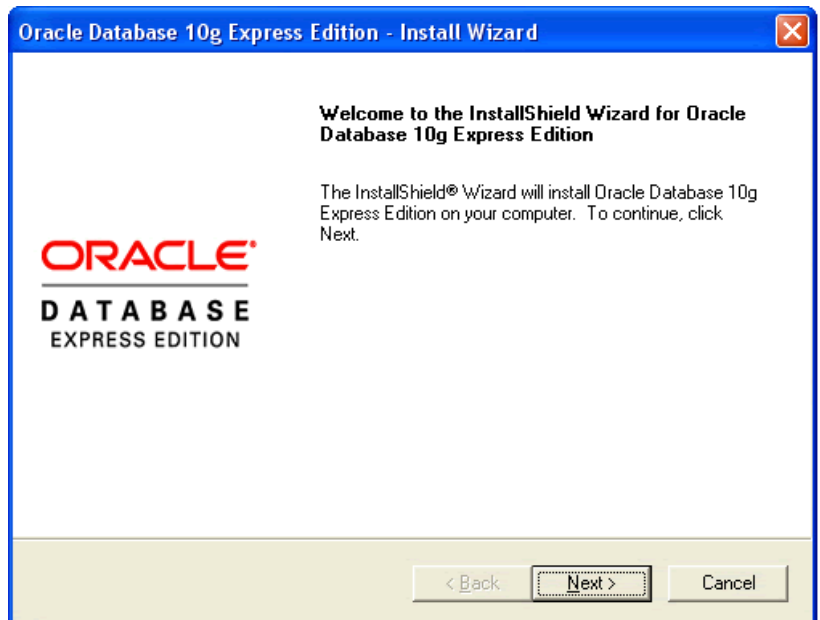 Oracle Database 10g Express Edition - Install Wizard
Welcome to the InstallShield Wizard for Oracle
Database 10g Express Edition
The InstallShield® Wizard will install Oracle Database 10g
Express Edition on your computer.  To continue, click
Next.
ORACLE®
DATABASE
EXPRESS EDITION
< Back
Next >
Cancel